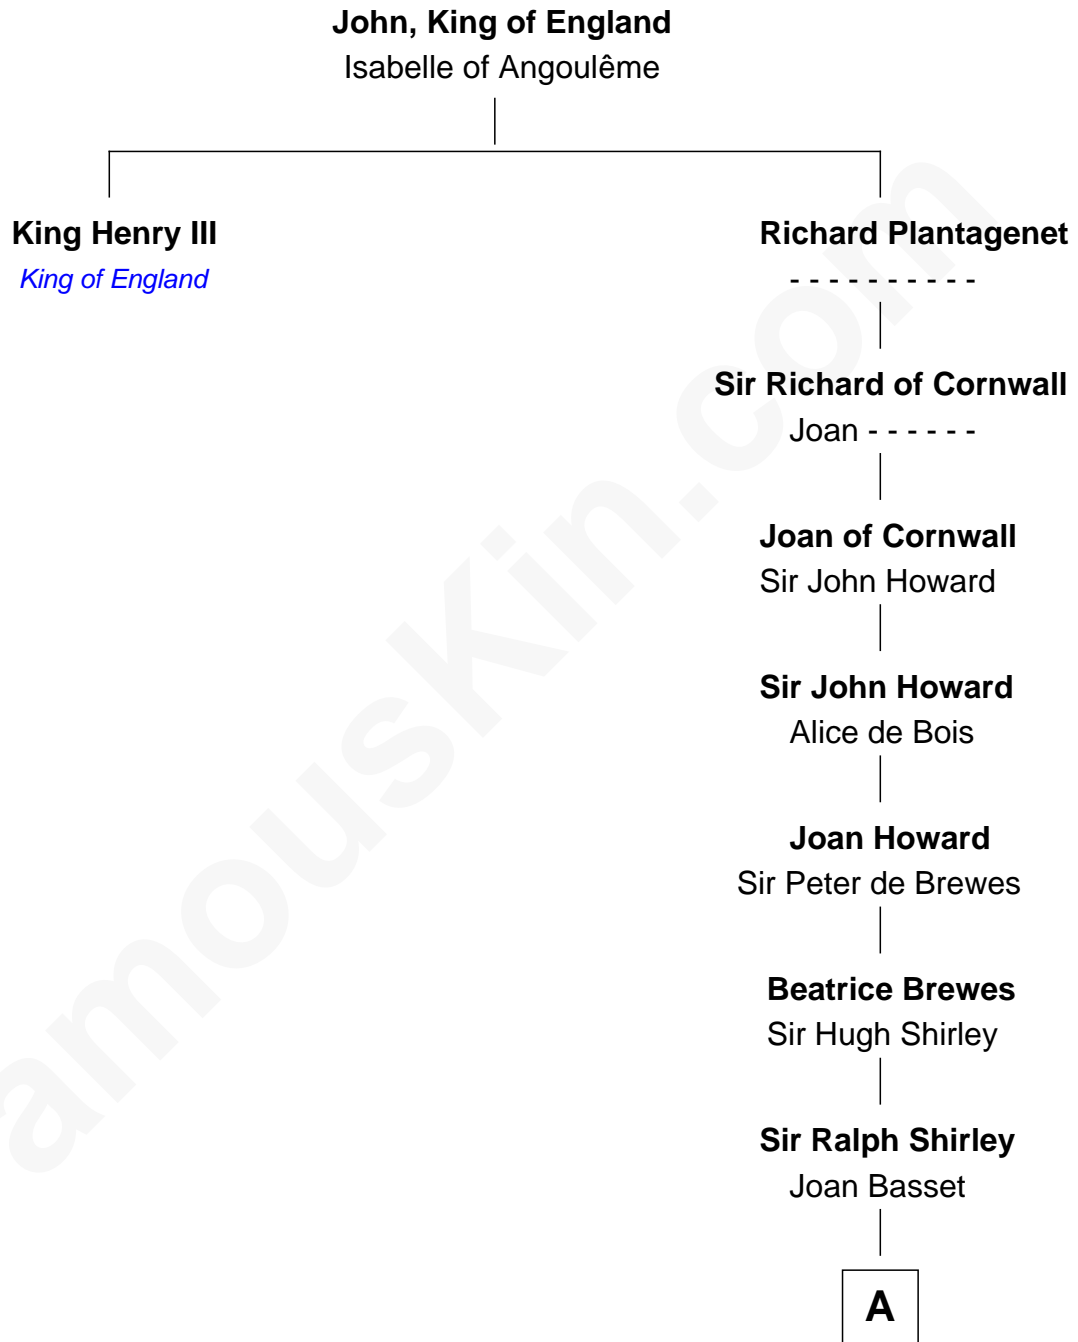 John, King of England
Isabelle of Angoulême
King Henry III
King of England
Richard Plantagenet
- - - - - - - - - -
Sir Richard of Cornwall
Joan - - - - - -
Joan of Cornwall
Sir John Howard
Sir John Howard
Alice de Bois
Joan Howard
Sir Peter de Brewes
Beatrice Brewes
Sir Hugh Shirley
Sir Ralph Shirley
Joan Basset
A
amousKin.com